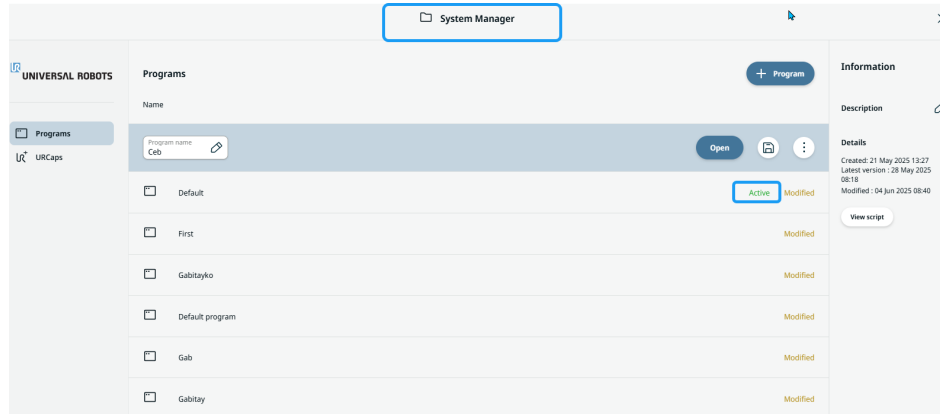 System Manager
UNIVERSAL ROBOTS
Programs
URCaps
Programs
+ Program
Name
Program name
Ceb
Open
Default
Active Modified
First
Modified
Gabitayko
Modified
Default program
Modified
Gab
Modified
Gabitay
Modified
Information
Description
Details
Created: 21 May 2025 13:27
Latest version : 28 May 2025
08:18
Modified : 04 Jun 2025 08:40
View script